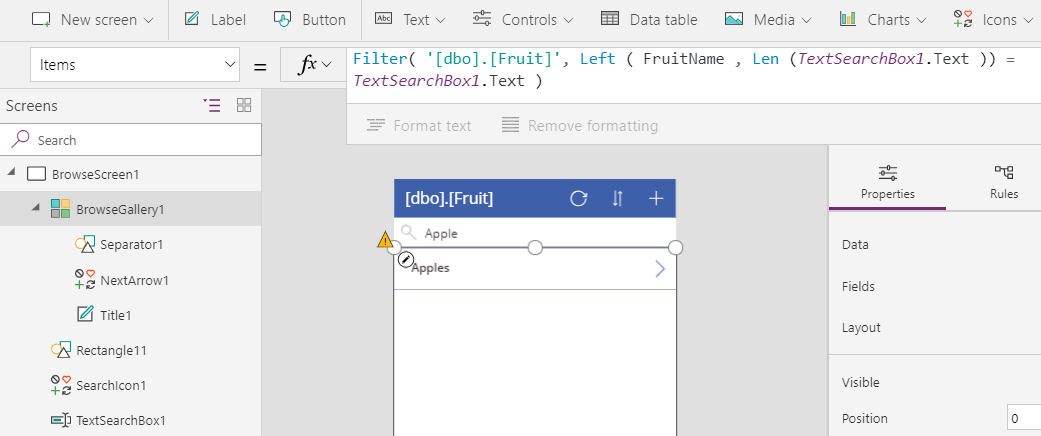 New screen Label Button Text Controls Data table Media Charts Icons
Items = fx Filter( '[dbo].[Fruit]', Left ( FruitName , Len (TextSearchBox1.Text )) =
TextSearchBox1.Text )
Format text Remove formatting
Screens
Search
BrowseScreen1
BrowseGallery1
Separator1
NextArrow1
Title1
Rectangle11
SearchIcon1
TextSearchBox1
[dbo].[Fruit]
Apple
Apples
Properties Rules
Data
Fields
Layout
Visible
Position 0